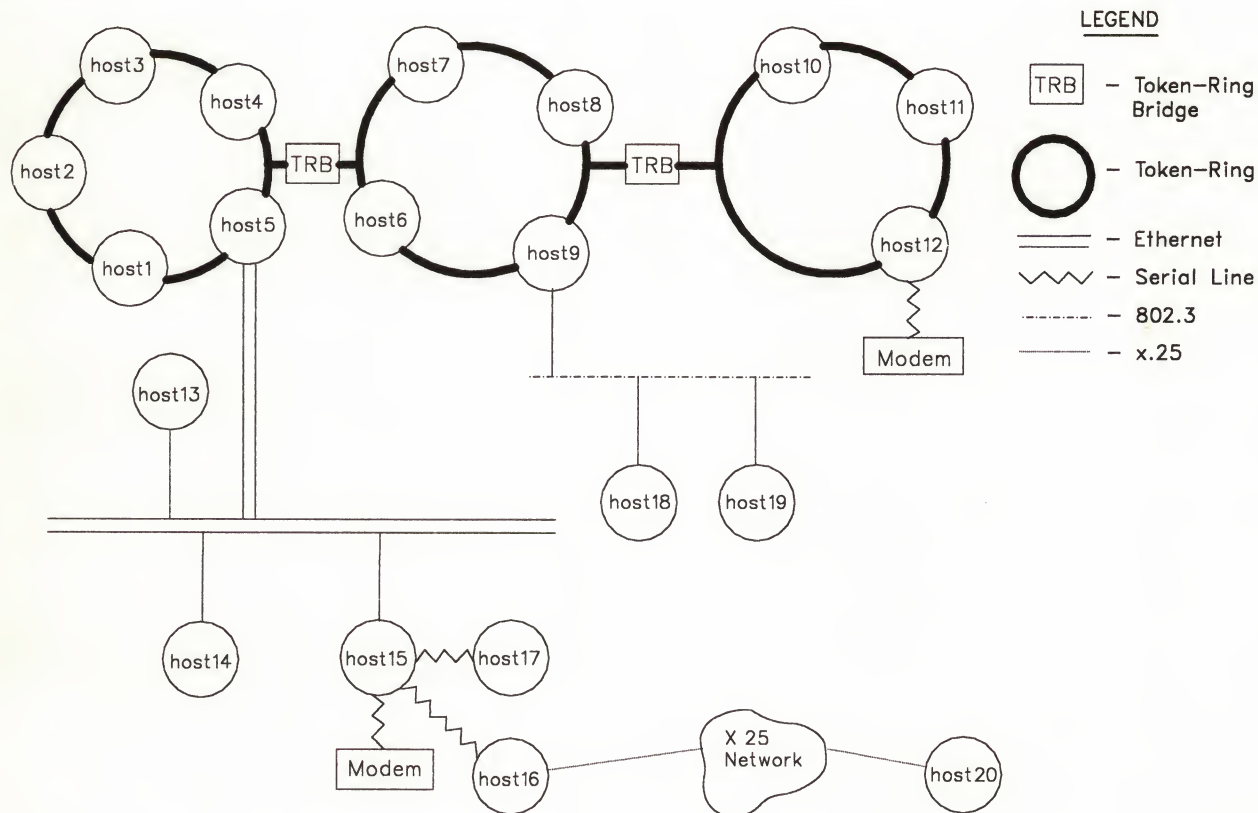 LEGEND
TRB – Token-Ring
Bridge
– Token-Ring
– Ethernet
– Serial Line
– 802.3
– x.25
host3
host4
host2
host1
host5
TRB
host7
host8
host6
host9
TRB
host10
host11
host12
Modem
host13
host18
host19
host14
host15
host17
Modem
host16
X 25
Network
host20